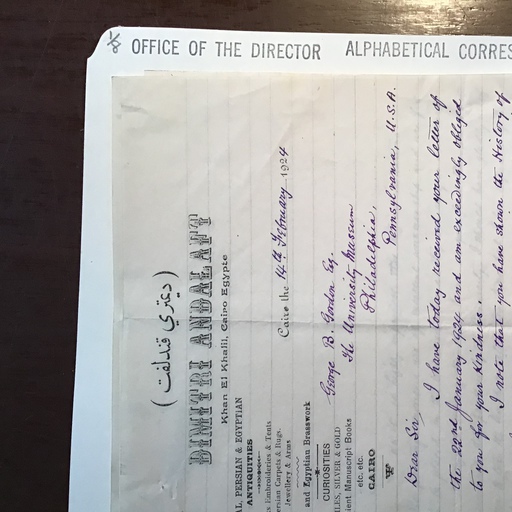 ( ديمتري قندلفت )
DIMITRI ANDALAFT
Khan El Khalil, Cairo Egypte
AL, PERSIAN & EGYPTIAN
ANTIQUITIES
s Embroideries & Tents
ersian Carpets & Rugs.
Jewellery & Arms
and Egyptian Brasswork
CURIOSITIES
ILES, SILVER & GOLD
cient Manuscript Books
etc. etc.
CAIRO
Cairo the 14th February 1924
George B. Gordon Esq.
The University Museum
Philadelphia,
Pennsylvania, U.S.A.
Dear Sir,
I have today received your letter of
the 22nd January 1924 and am exceedingly obliged
to you for your kindness.
I note that you have shown the History of
OFFICE OF THE DIRECTOR ALPHABETICAL CORRES